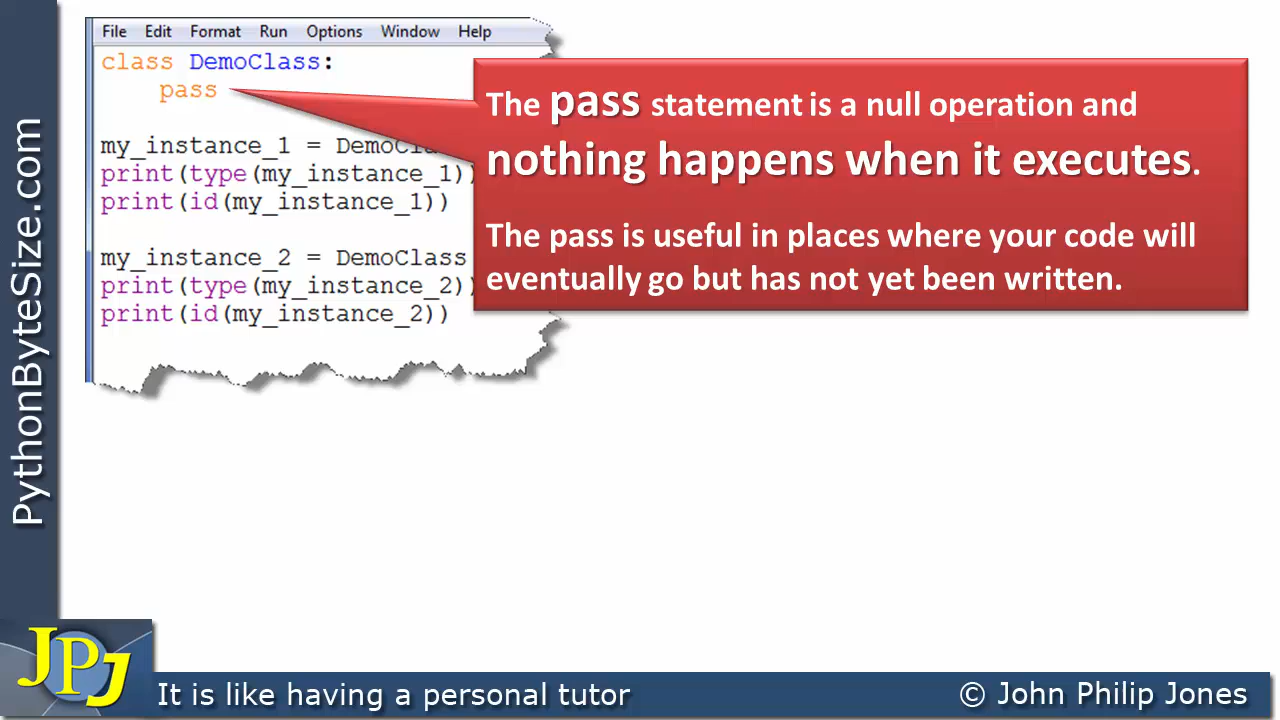 File Edit Format Run Options Window Help
class DemoClass:
pass
my_instance_1 = DemoCl
print(type(my_instance_1))
print(id(my_instance_1))
my_instance_2 = DemoClass
print(type(my_instance_2))
print(id(my_instance_2))
The pass statement is a null operation and
nothing happens when it executes.
The pass is useful in places where your code will
eventually go but has not yet been written.
PythonByteSize.com
JPJ
It is like having a personal tutor
© John Philip Jones